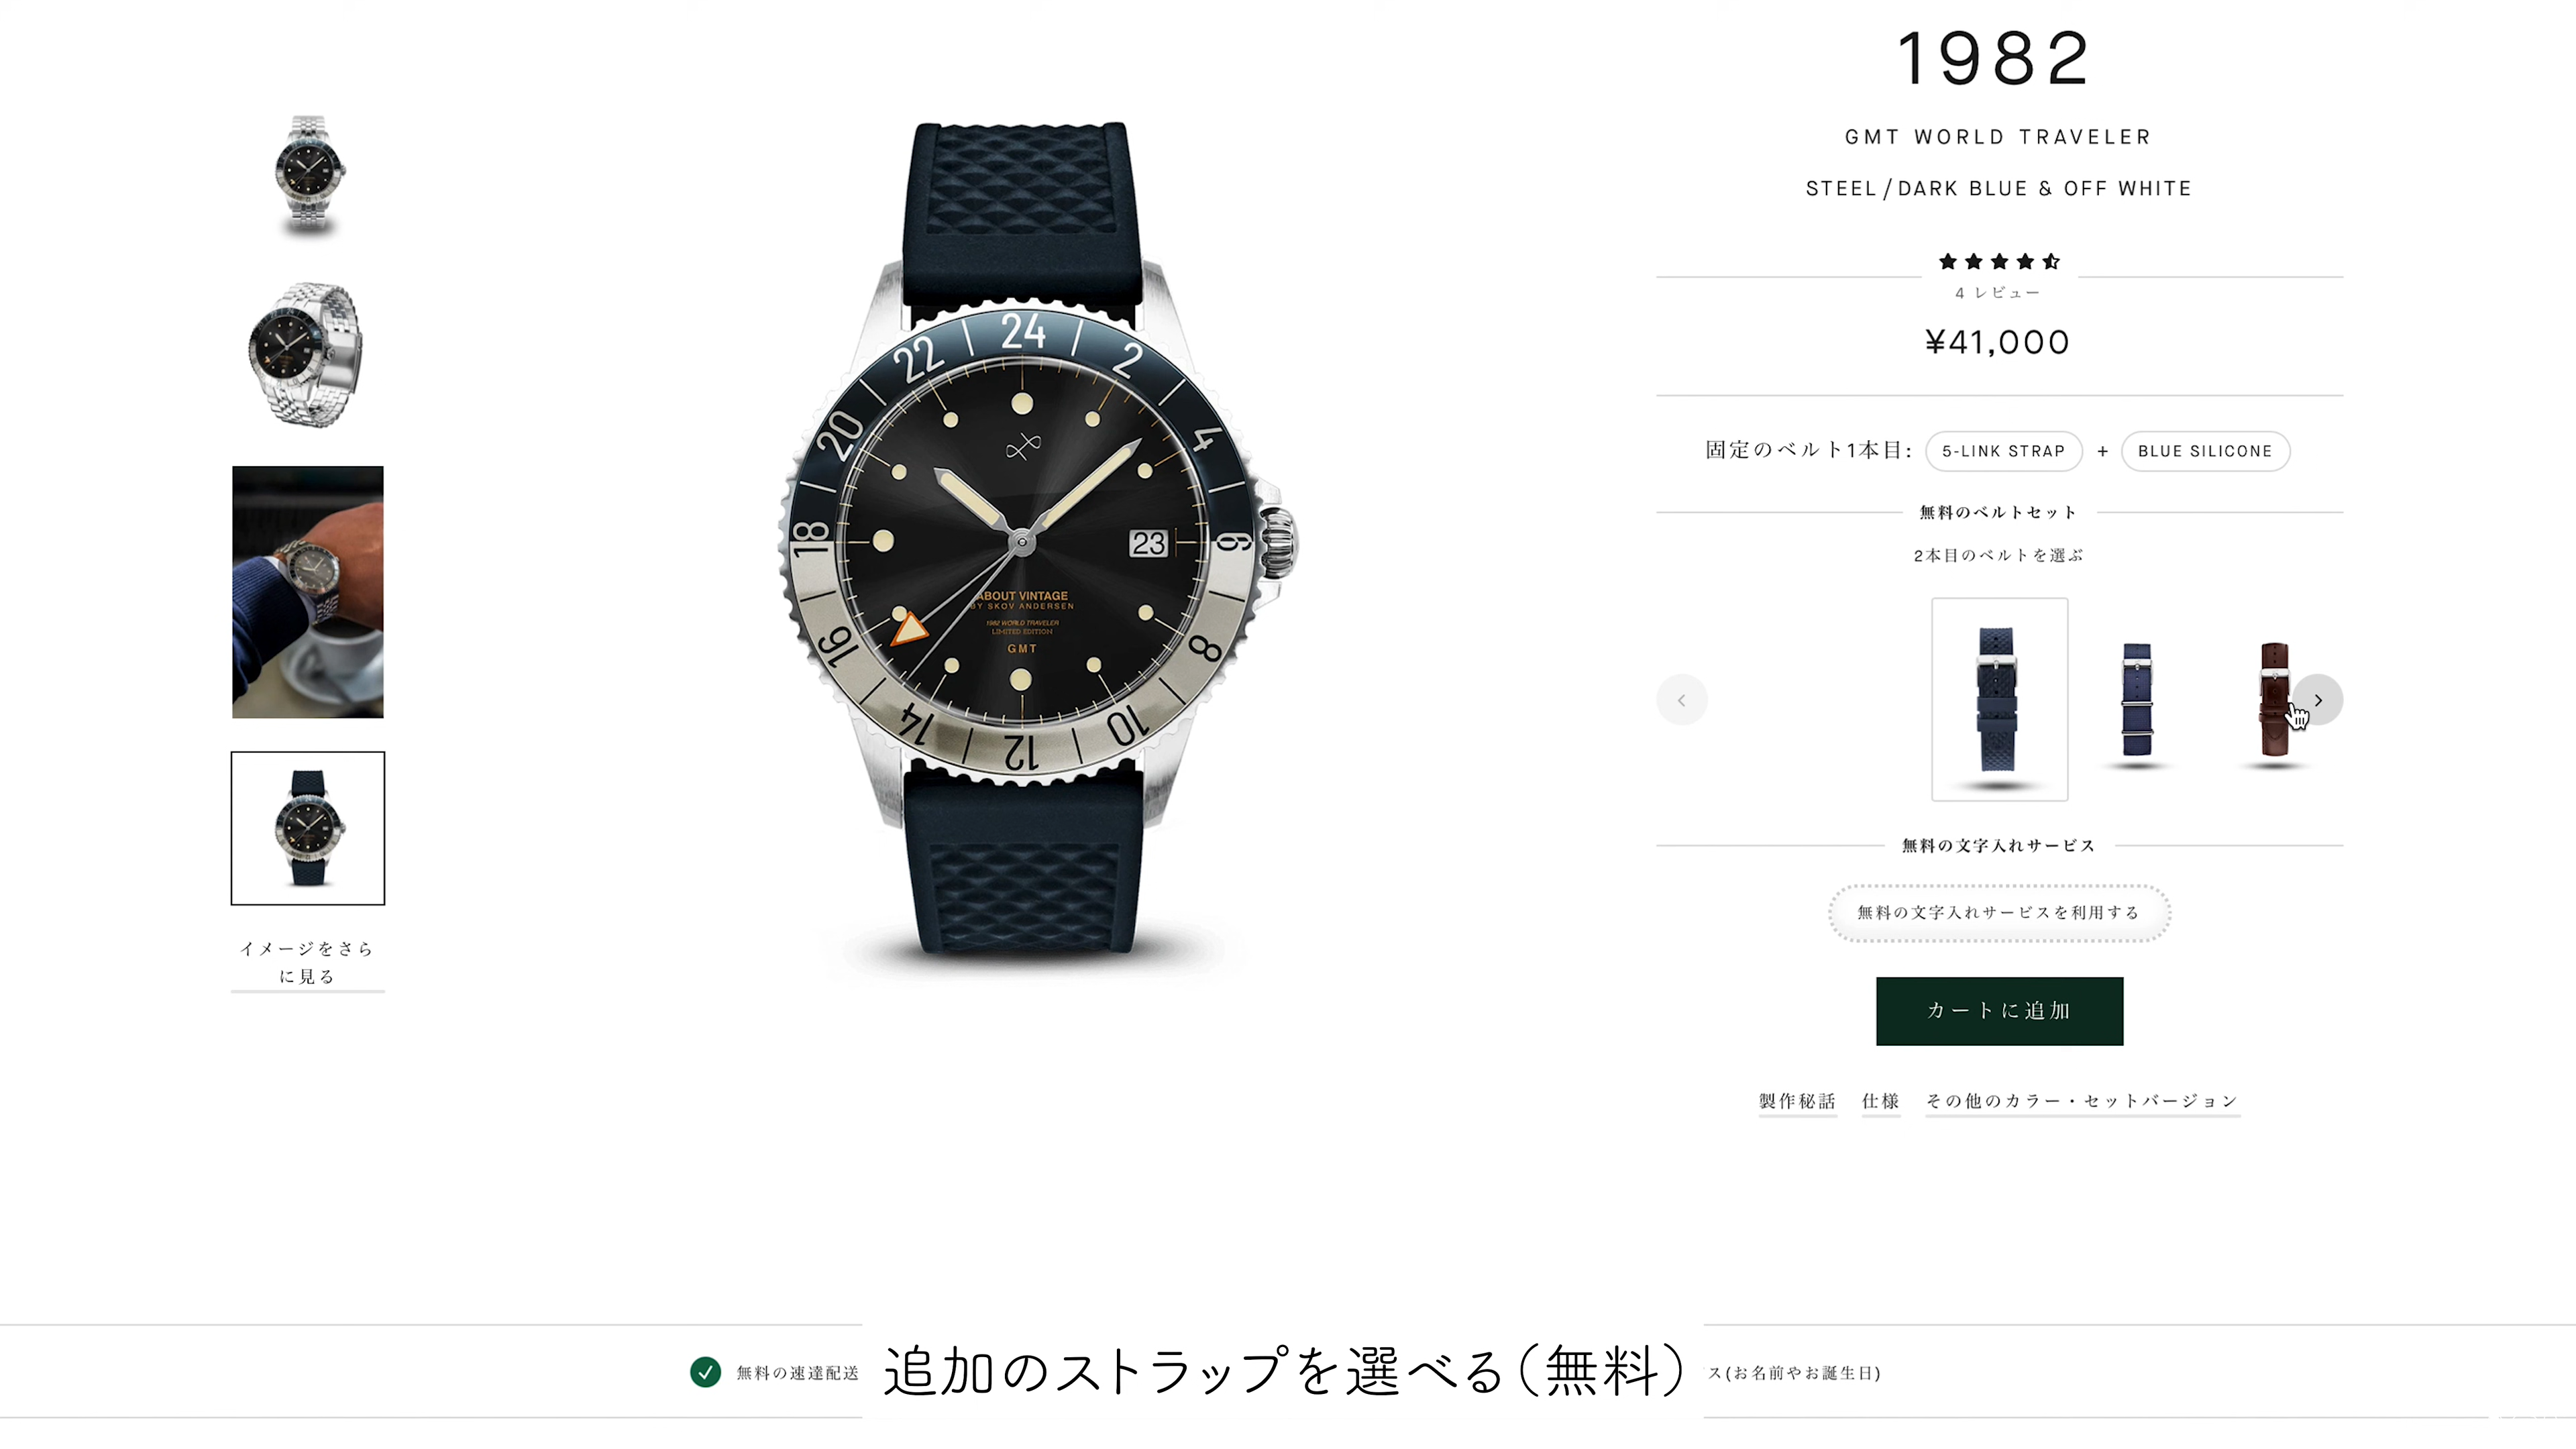 1982
GMT WORLD TRAVELER
STEEL/DARK BLUE & OFF WHITE
4 レビュー
¥41,000
固定のベルト1本目: 5-LINK STRAP + BLUE SILICONE
無料のベルトセット
2本目のベルトを選ぶ
無料の文字入れサービス
無料の文字入れサービスを利用する
カートに追加
製作秘話 仕様 その他のカラー・セットバージョン
イメージをさら
に見る
24
2
4
6
8
10
12
14
16
18
20
22
23
ABOUT VINTAGE
BY SKOV ANDERSEN
1982 WORLD TRAVELER
LIMITED EDITION
GMT
無料の速達配送
追加のストラップを選べる（無料）
ス(お名前やお誕生日)